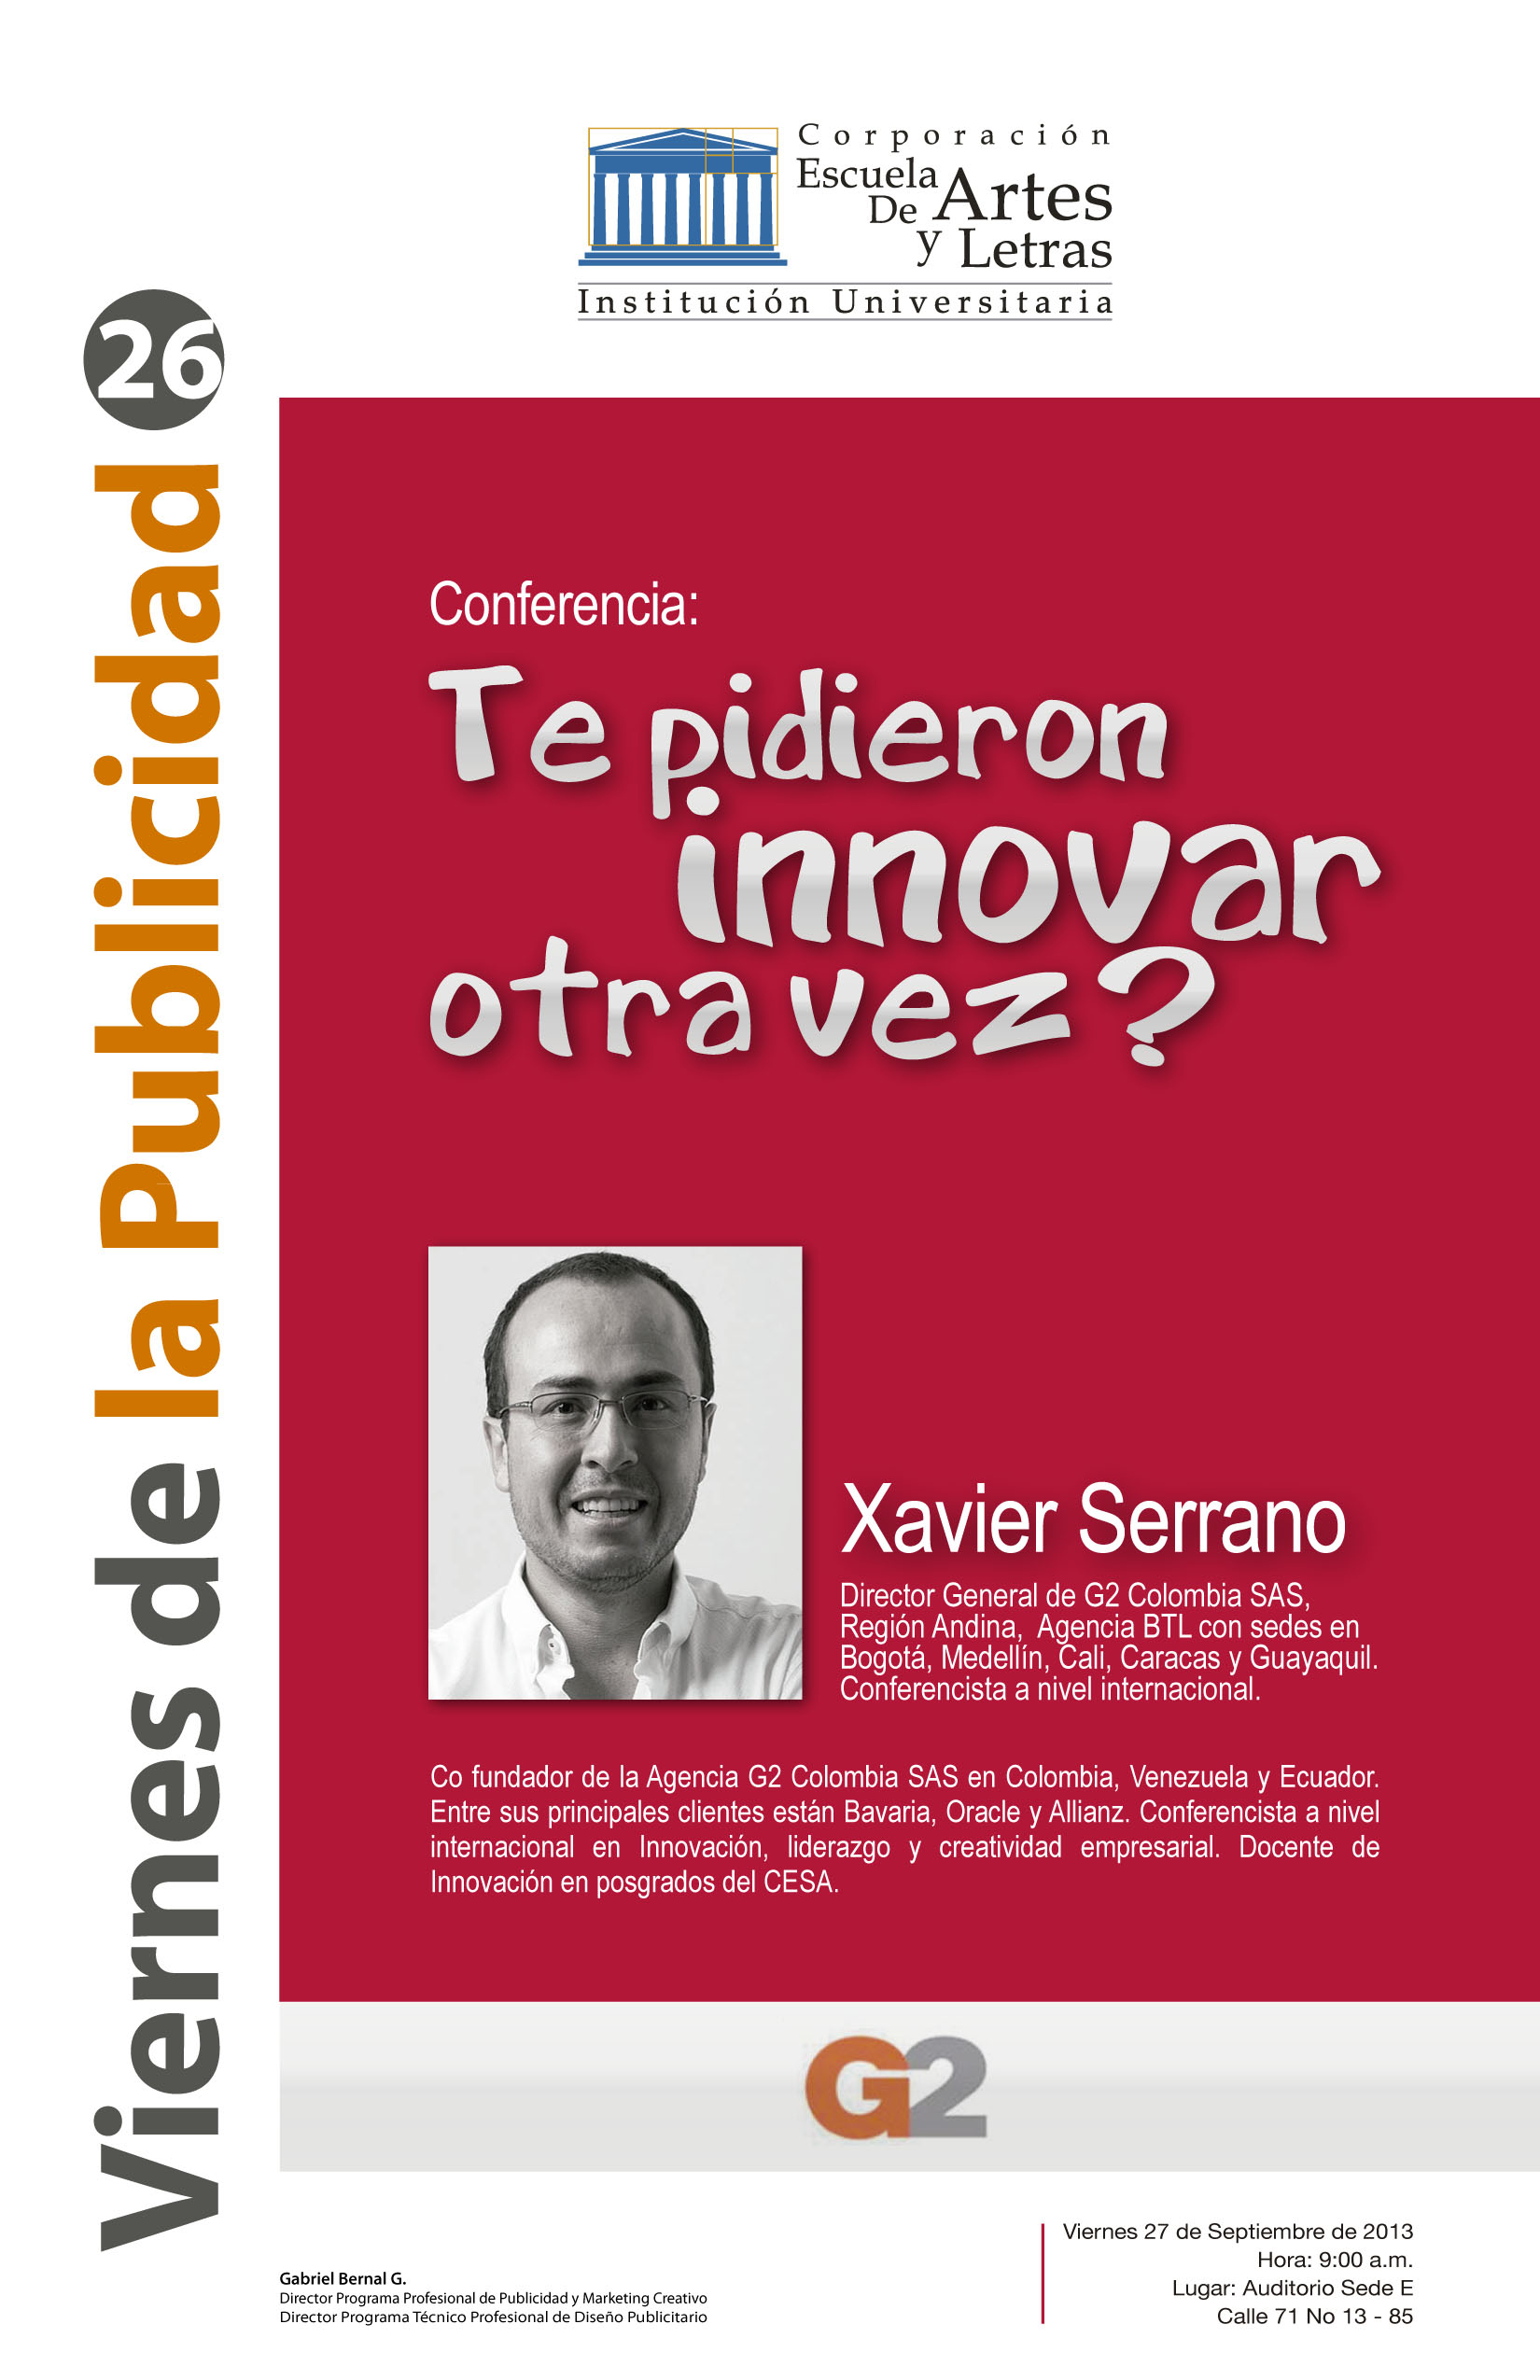 Corporación
Escuela
De Artes
y Letras
Institución Universitaria
Viernes de la Publicidad 26
Conferencia:
Te pidieron
innovar
otra vez?
Xavier Serrano
Director General de G2 Colombia SAS,
Región Andina, Agencia BTL con sedes en
Bogotá, Medellín, Cali, Caracas y Guayaquil.
Conferencista a nivel internacional.
Co fundador de la Agencia G2 Colombia SAS en Colombia, Venezuela y Ecuador.
Entre sus principales clientes están Bavaria, Oracle y Allianz. Conferencista a nivel
internacional en Innovación, liderazgo y creatividad empresarial. Docente de
Innovación en posgrados del CESA.
G2
Gabriel Bernal G.
Director Programa Profesional de Publicidad y Marketing Creativo
Director Programa Técnico Profesional de Diseño Publicitario
Viernes 27 de Septiembre de 2013
Hora: 9:00 a.m.
Lugar: Auditorio Sede E
Calle 71 No 13 - 85